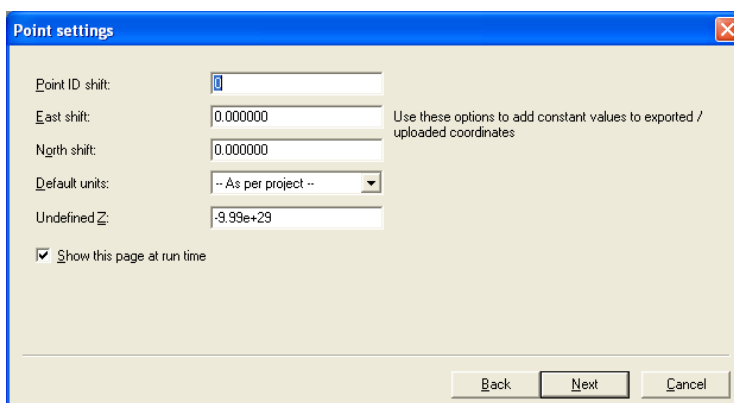 Point settings
Point ID shift:
0
East shift:
0.000000
Use these options to add constant values to exported /
uploaded coordinates
North shift:
0.000000
Default units:
-- As per project --
Undefined Z:
-9.99e+29
Show this page at run time
Back
Next
Cancel